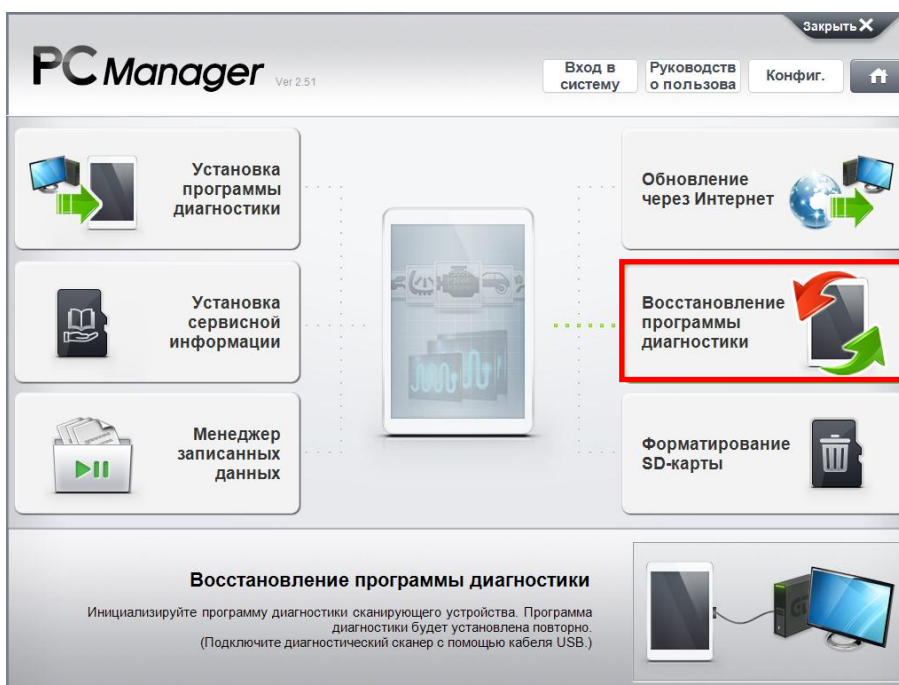 Закрыть
PC Manager Ver 2.51
Вход в
систему
Руководств
о пользова
Конфиг.
Установка
программы
диагностики
Обновление
через Интернет
Установка
сервисной
информации
Восстановление
программы
диагностики
Менеджер
записанных
данных
Форматирование
SD-карты
Восстановление программы диагностики
Инициализируйте программу диагностики сканирующего устройства. Программа
диагностики будет установлена повторно.
(Подключите диагностический сканер с помощью кабеля USB.)